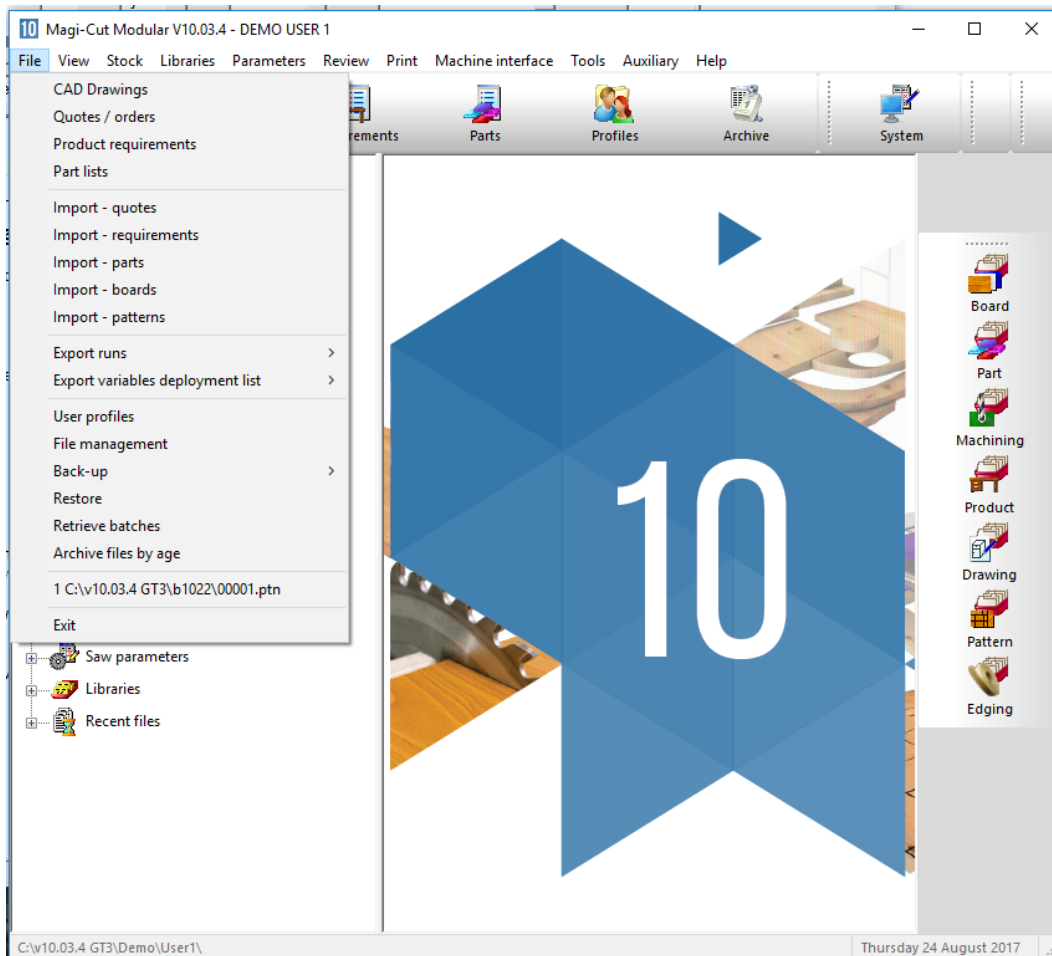 10 Magi-Cut Modular V10.03.4 - DEMO USER 1
File View Stock Libraries Parameters Review Print Machine interface Tools Auxiliary Help
CAD Drawings
Quotes / orders
Product requirements
Part lists
Import - quotes
Import - requirements
Import - parts
Import - boards
Import - patterns
Export runs
Export variables deployment list
User profiles
File management
Back-up
Restore
Retrieve batches
Archive files by age
1 C:\v10.03.4 GT3\b1022\00001.ptn
Exit
rements Parts Profiles Archive System
Saw parameters
Libraries
Recent files
10
Board
Part
Machining
Product
Drawing
Pattern
Edging
C:\v10.03.4 GT3\Demo\User1\ Thursday 24 August 2017